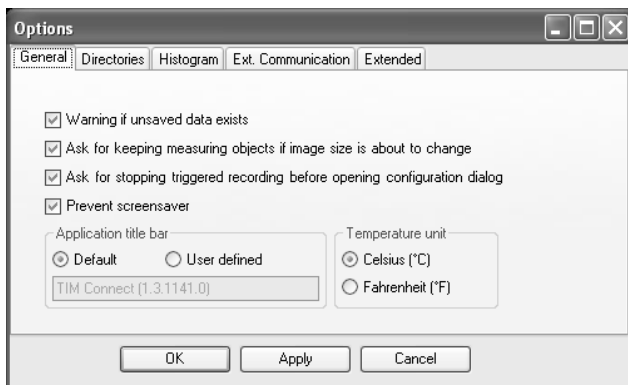 Options
General Directories Histogram Ext. Communication Extended
Warning if unsaved data exists
Ask for keeping measuring objects if image size is about to change
Ask for stopping triggered recording before opening configuration dialog
Prevent screensaver
Application title bar Temperature unit
Default User defined Celsius (°C)
TIM Connect (1.3.1141.0) Fahrenheit (°F)
OK Apply Cancel